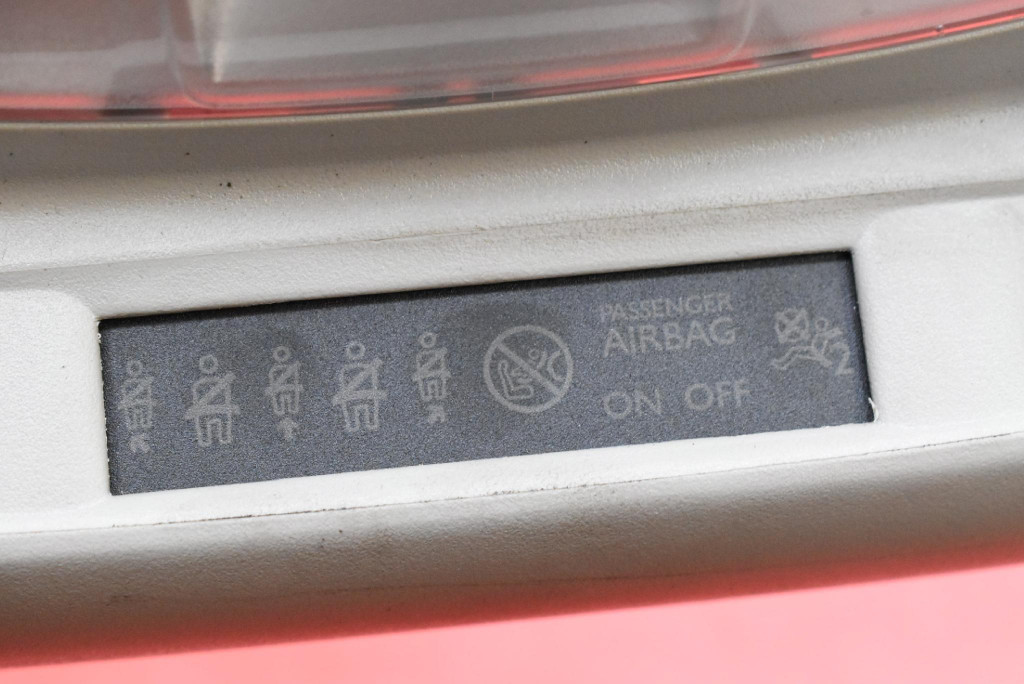 PASSENGER
AIRBAG
ON OFF
2